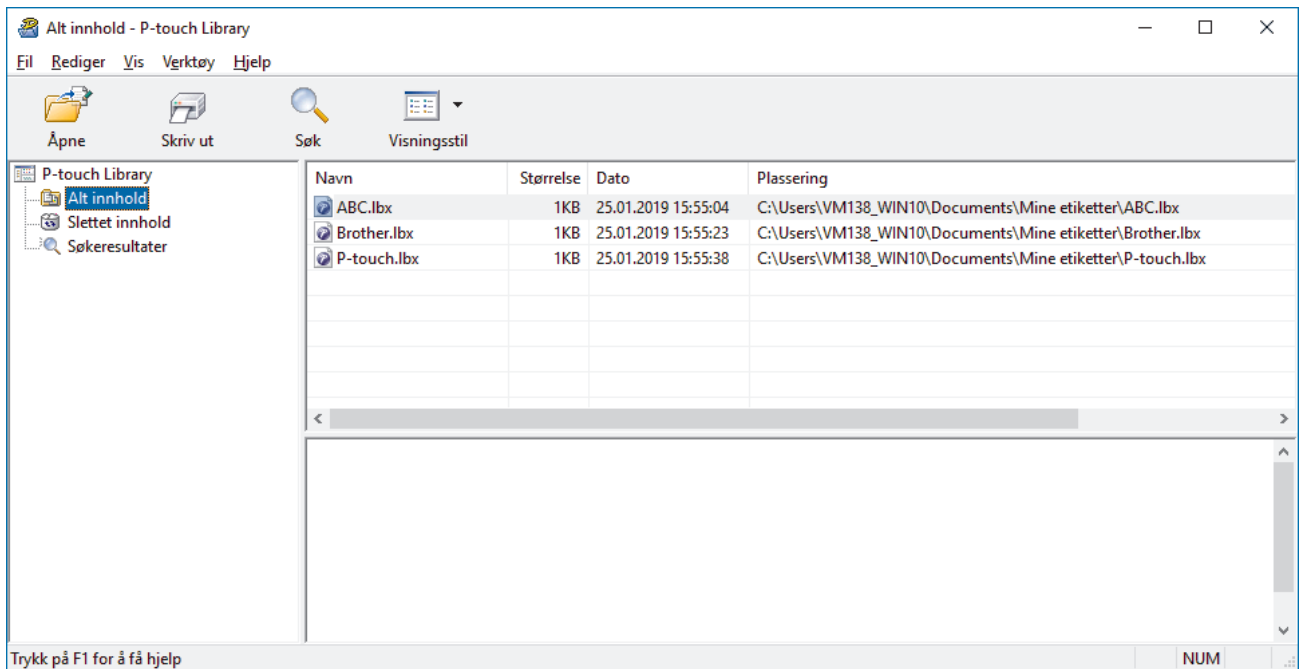 Alt innhold - P-touch Library
Fil Rediger Vis Verktøy Hjelp
Åpne Skriv ut Søk Visningsstil
P-touch Library
Alt innhold
Slettet innhold
Søkeresultater
Navn Størrelse Dato Plassering
ABC.lbx 1KB 25.01.2019 15:55:04 C:\Users\VM138_WIN10\Documents\Mine etiketter\ABC.lbx
Brother.lbx 1KB 25.01.2019 15:55:23 C:\Users\VM138_WIN10\Documents\Mine etiketter\Brother.lbx
P-touch.lbx 1KB 25.01.2019 15:55:38 C:\Users\VM138_WIN10\Documents\Mine etiketter\P-touch.lbx
Trykk på F1 for å få hjelp NUM